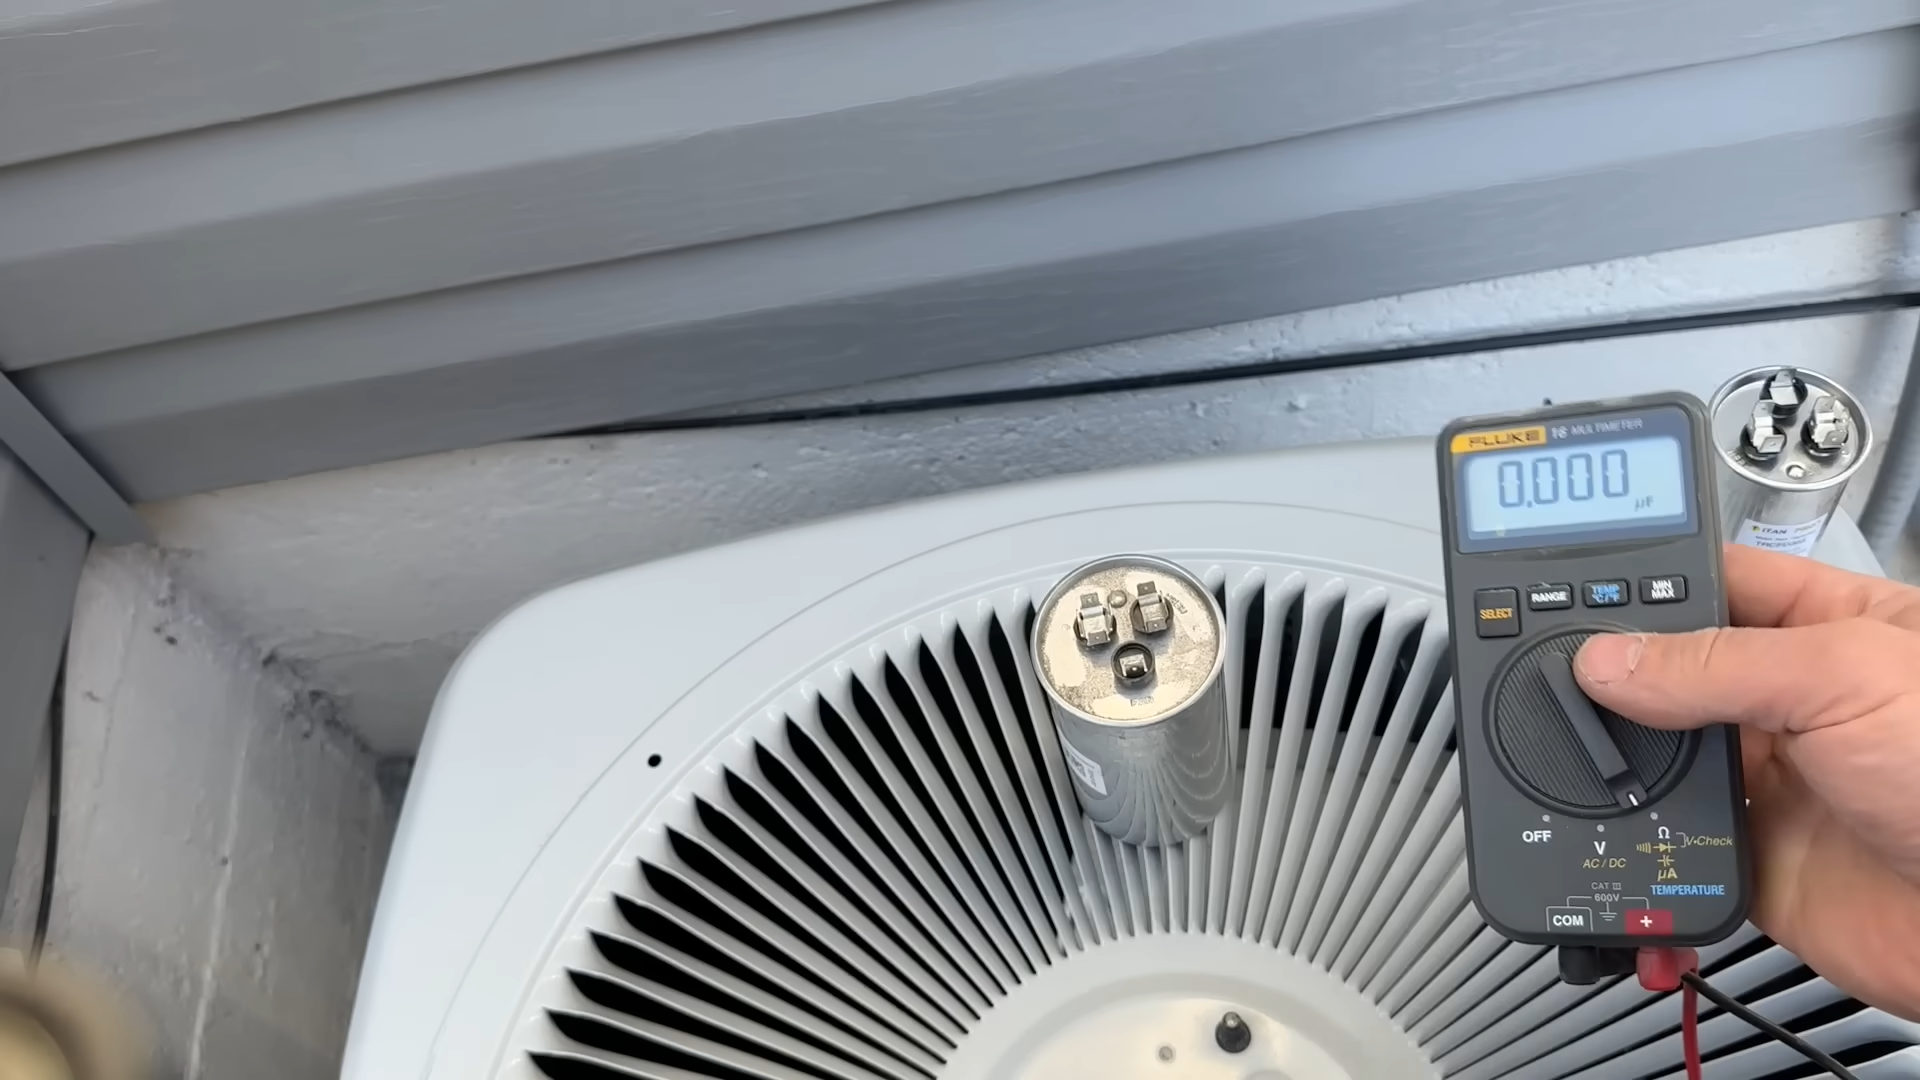 FLUKE 16 MULTIMETER
0.000
µF
SELECT
RANGE
TEMP
°C/°F
MIN
MAX
OFF
V
AC / DC
Ω
V•Check
µA
TEMPERATURE
CAT III
600V
COM
+
TITAN